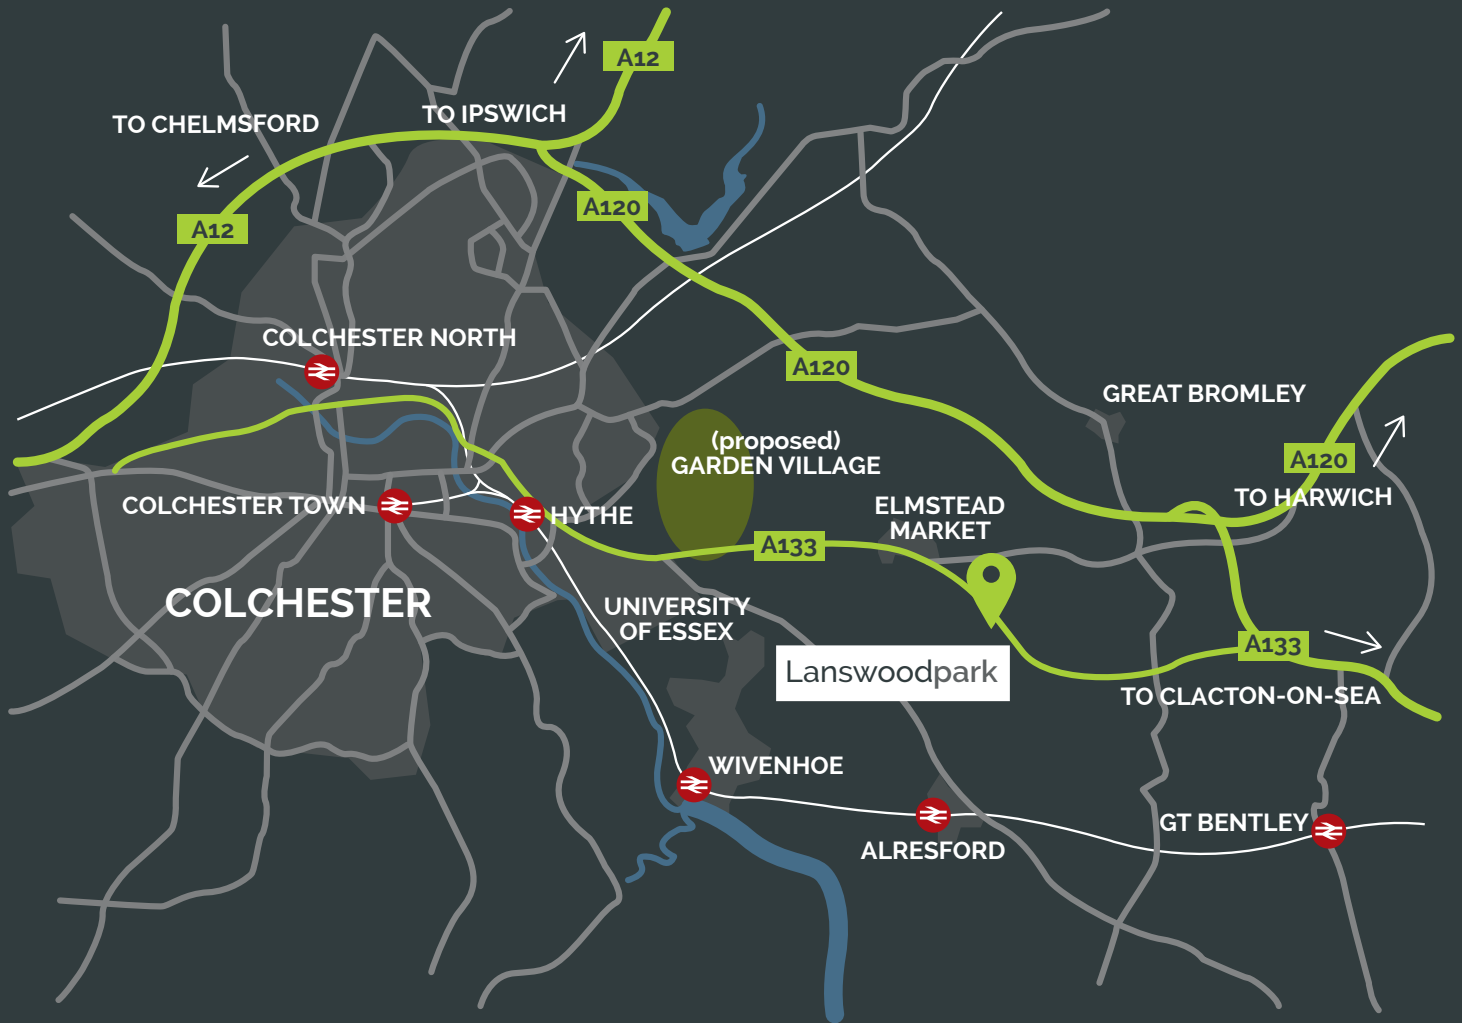 A12
TO IPSWICH
TO CHELMSFORD
A120
A12
COLCHESTER NORTH
A120
GREAT BROMLEY
(proposed)
GARDEN VILLAGE
A120
TO HARWICH
COLCHESTER TOWN
HYTHE
ELMSTEAD
MARKET
A133
COLCHESTER
UNIVERSITY
OF ESSEX
A133
Lanswoodpark
TO CLACTON-ON-SEA
WIVENHOE
GT BENTLEY
ALRESFORD